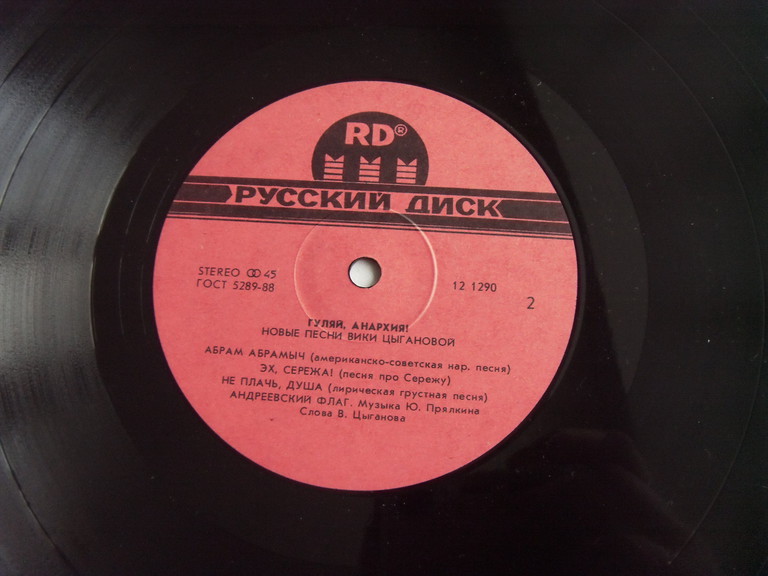 RD®
РУССКИЙ ДИСК
STEREO 45
ГОСТ 5289-88
12 1290
2
ГУЛЯЙ, АНАРХИЯ!
НОВЫЕ ПЕСНИ ВИКИ ЦЫГАНОВОЙ
АБРАМ АБРАМЫЧ (американско-советская нар. песня)
ЭХ, СЕРЕЖА! (песня про Сережу)
НЕ ПЛАЧЬ, ДУША (лирическая грустная песня)
АНДРЕЕВСКИЙ ФЛАГ. Музыка Ю. Прялкина
Слова В. Цыганова